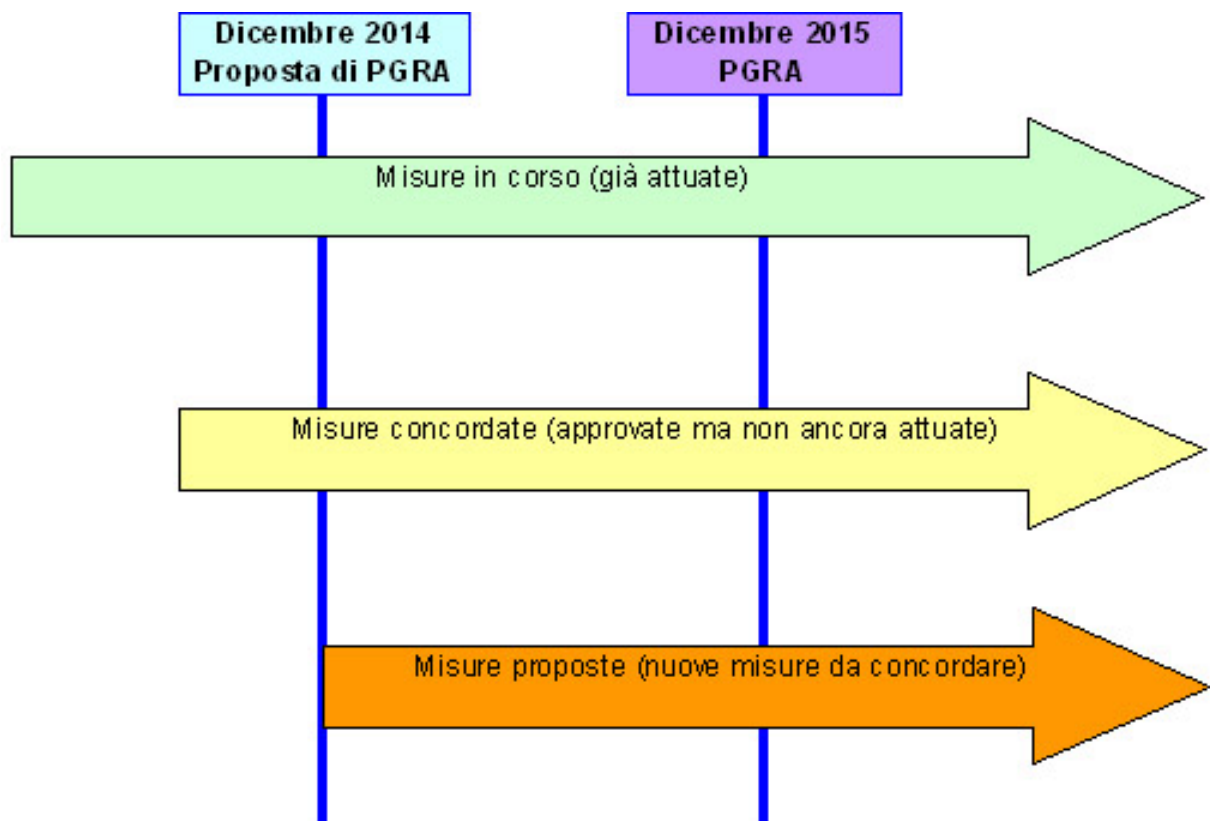 Dicembre 2014
Proposta di PGRA
Dicembre 2015
PGRA
Misure in corso (già attuate)
Misure concordate (approvate ma non ancora attuate)
Misure proposte (nuove misure da concordare)